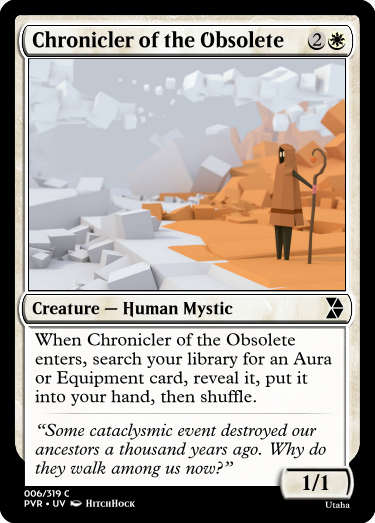 Chronicler of the Obsolete 2
Creature — Human Mystic
When Chronicler of the Obsolete
enters, search your library for an Aura
or Equipment card, reveal it, put it
into your hand, then shuffle.
“Some cataclysmic event destroyed our
ancestors a thousand years ago. Why do
they walk among us now?”
1/1
006/319 C
PVR • UV HitchHock
Utaha